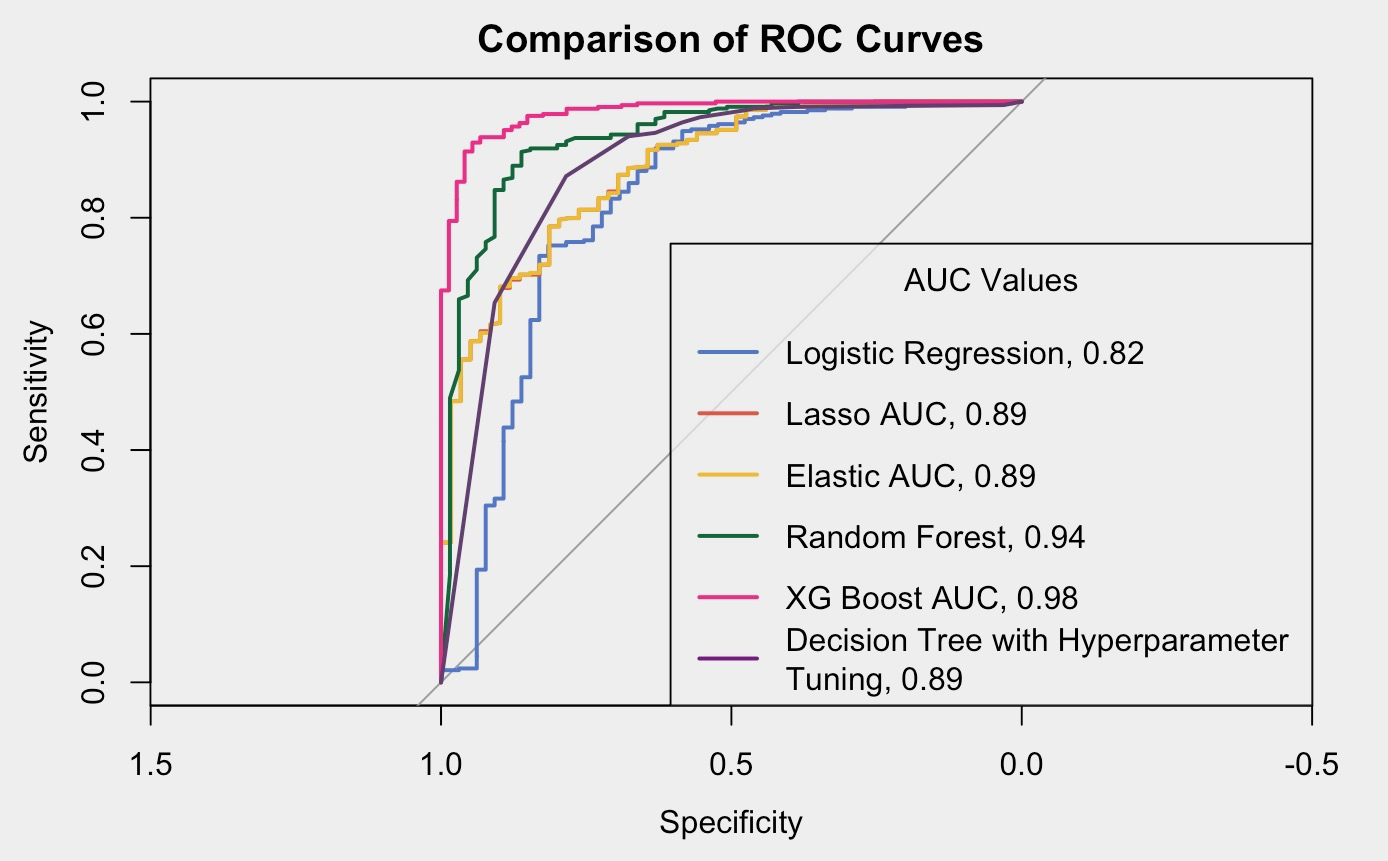 Comparison of ROC Curves
Sensitivity
1.0
0.8
0.6
0.4
0.2
0.0
AUC Values
Logistic Regression, 0.82
Lasso AUC, 0.89
Elastic AUC, 0.89
Random Forest, 0.94
XG Boost AUC, 0.98
Decision Tree with Hyperparameter
Tuning, 0.89
1.5
1.0
0.5
0.0
-0.5
Specificity